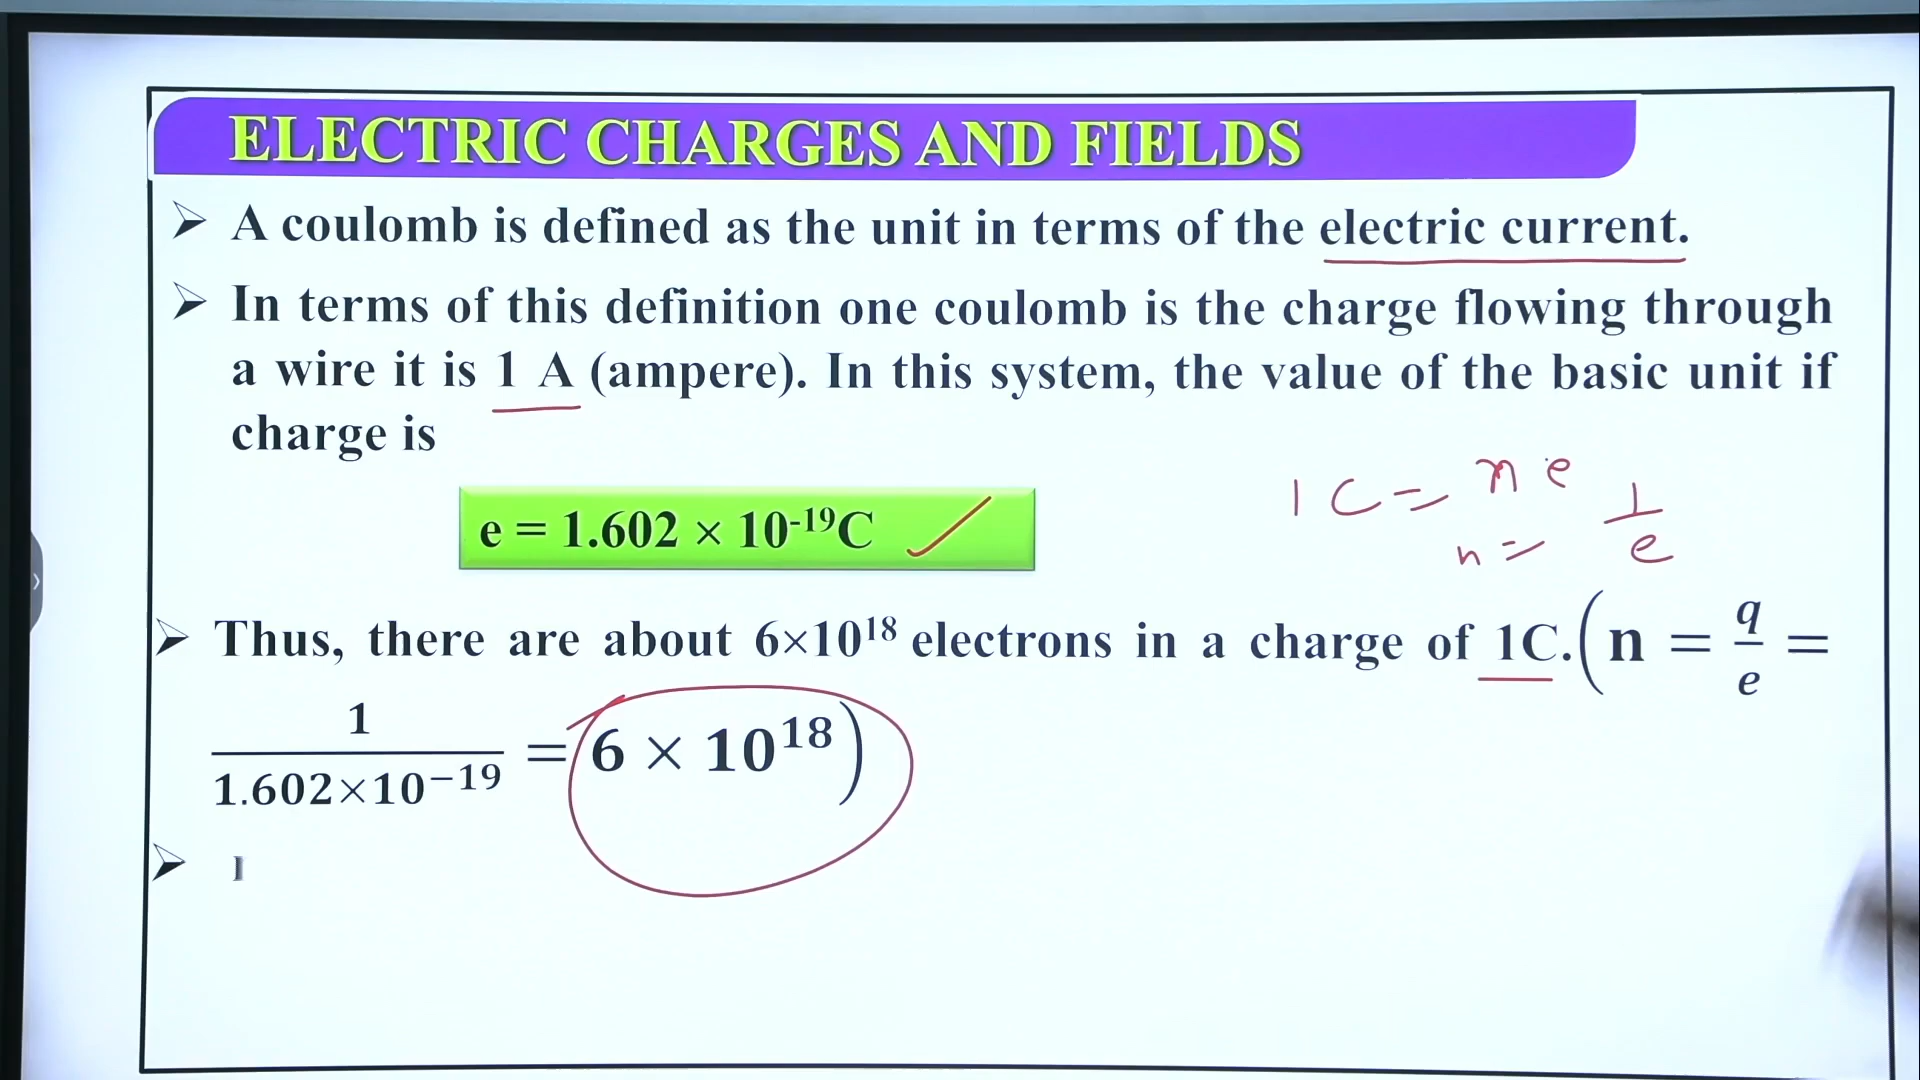 ELECTRIC CHARGES AND FIELDS
➢ A coulomb is defined as the unit in terms of the electric current.
➢ In terms of this definition one coulomb is the charge flowing through
a wire it is 1 A (ampere). In this system, the value of the basic unit if
charge is
e = 1.602 × 10⁻¹⁹C
1 C = n e
n = 1/e
➢ Thus, there are about 6×10¹⁸ electrons in a charge of 1C. (n = q/e =
1/1.602×10⁻¹⁹ = 6 × 10¹⁸)
➢